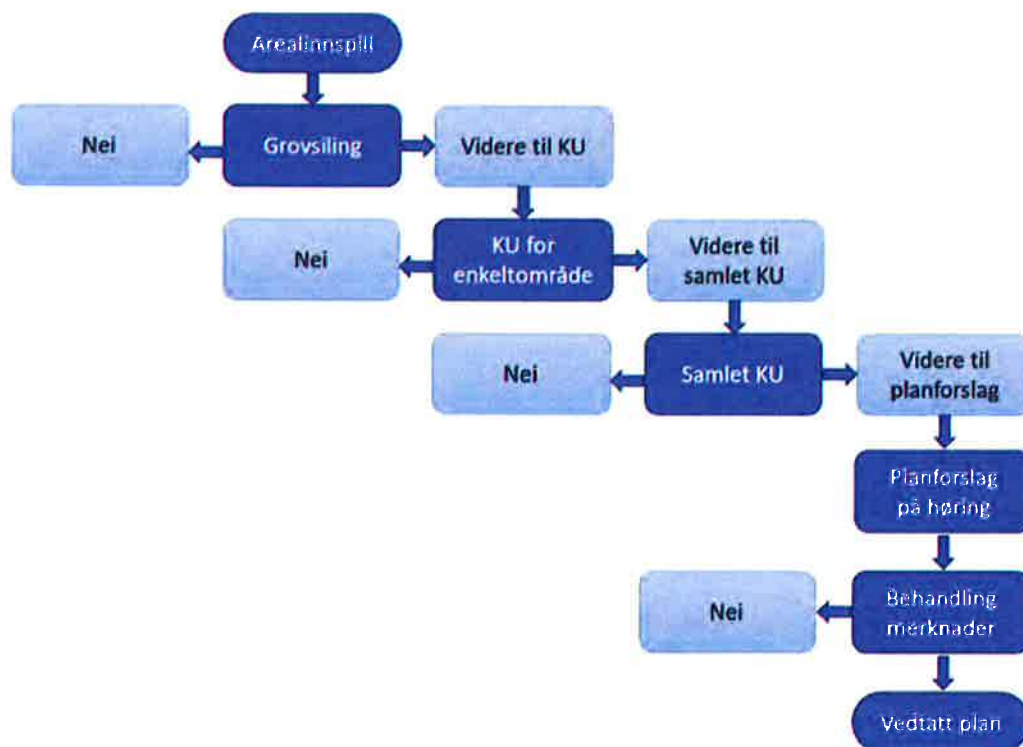 Arealinnspill
Nei
Grovsiling
Videre til KU
Nei
KU for
enkeltområde
Videre til
samlet KU
Nei
Samlet KU
Videre til
planforslag
Planforslag
på høring
Nei
Behandling
merknader
Vedtatt plan